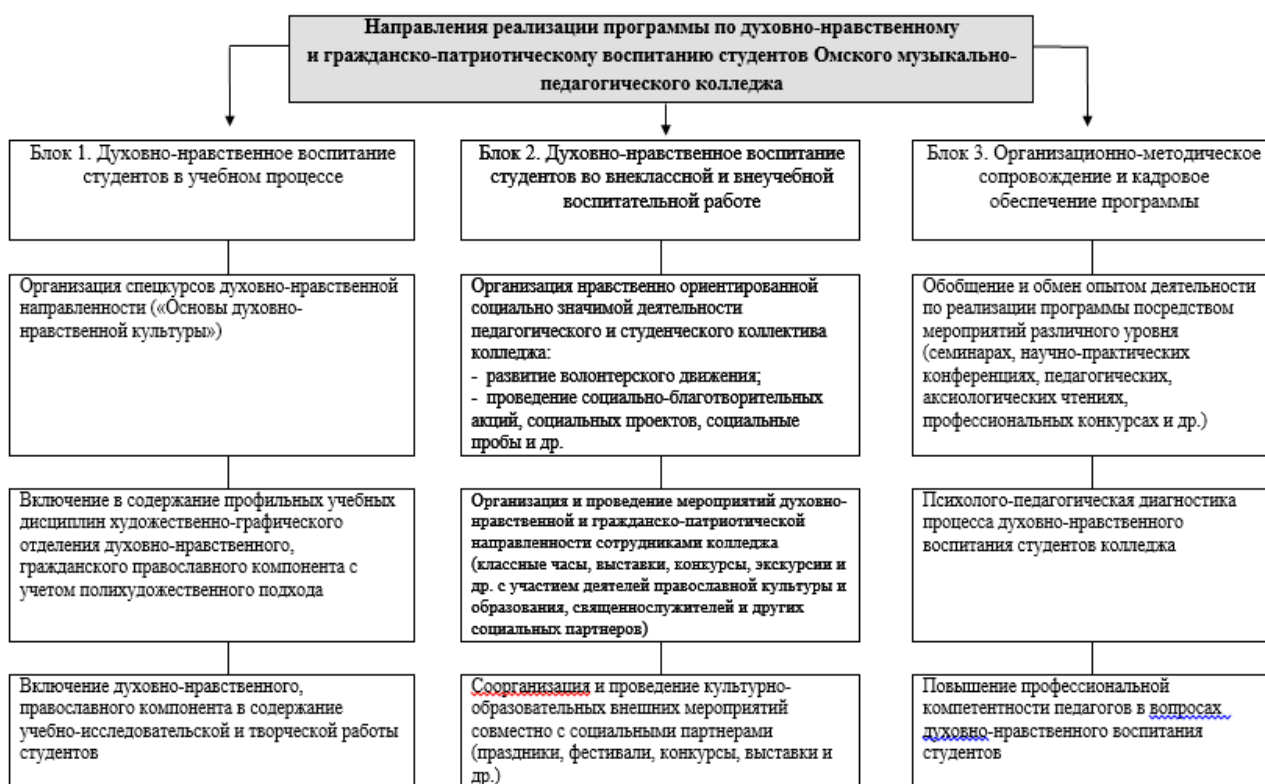 Направления реализации программы по духовно-нравственному
и гражданско-патриотическому воспитанию студентов Омского музыкально-
педагогического колледжа
Блок 1. Духовно-нравственное воспитание
студентов в учебном процессе
Организация спецкурсов духовно-нравственной
направленности («Основы духовно-
нравственной культуры»)
Включение в содержание профильных учебных
дисциплин художественно-графического
отделения духовно-нравственного,
гражданского православного компонента с
учетом полихудожественного подхода
Включение духовно-нравственного,
православного компонента в содержание
учебно-исследовательской и творческой работы
студентов
Блок 2. Духовно-нравственное воспитание
студентов во внеклассной и внеучебной
воспитательной работе
Организация нравственно ориентированной
социально значимой деятельности
педагогического и студенческого коллектива
колледжа:
- развитие волонтерского движения;
- проведение социально-благотворительных
акций, социальных проектов, социальные
пробы и др.
Организация и проведение мероприятий духовно-
нравственной и гражданско-патриотической
направленности сотрудниками колледжа
(классные часы, выставки, конкурсы, экскурсии и
др. с участием деятелей православной культуры и
образования, священнослужителей и других
социальных партнеров)
Соорганизация и проведение культурно-
образовательных внешних мероприятий
совместно с социальными партнерами
(праздники, фестивали, конкурсы, выставки и
др.)
Блок 3. Организационно-методическое
сопровождение и кадровое
обеспечение программы
Обобщение и обмен опытом деятельности
по реализации программы посредством
мероприятий различного уровня
(семинарах, научно-практических
конференциях, педагогических,
аксиологических чтениях,
профессиональных конкурсах и др.)
Психолого-педагогическая диагностика
процесса духовно-нравственного
воспитания студентов колледжа
Повышение профессиональной
компетентности педагогов в вопросах
духовно-нравственного воспитания
студентов